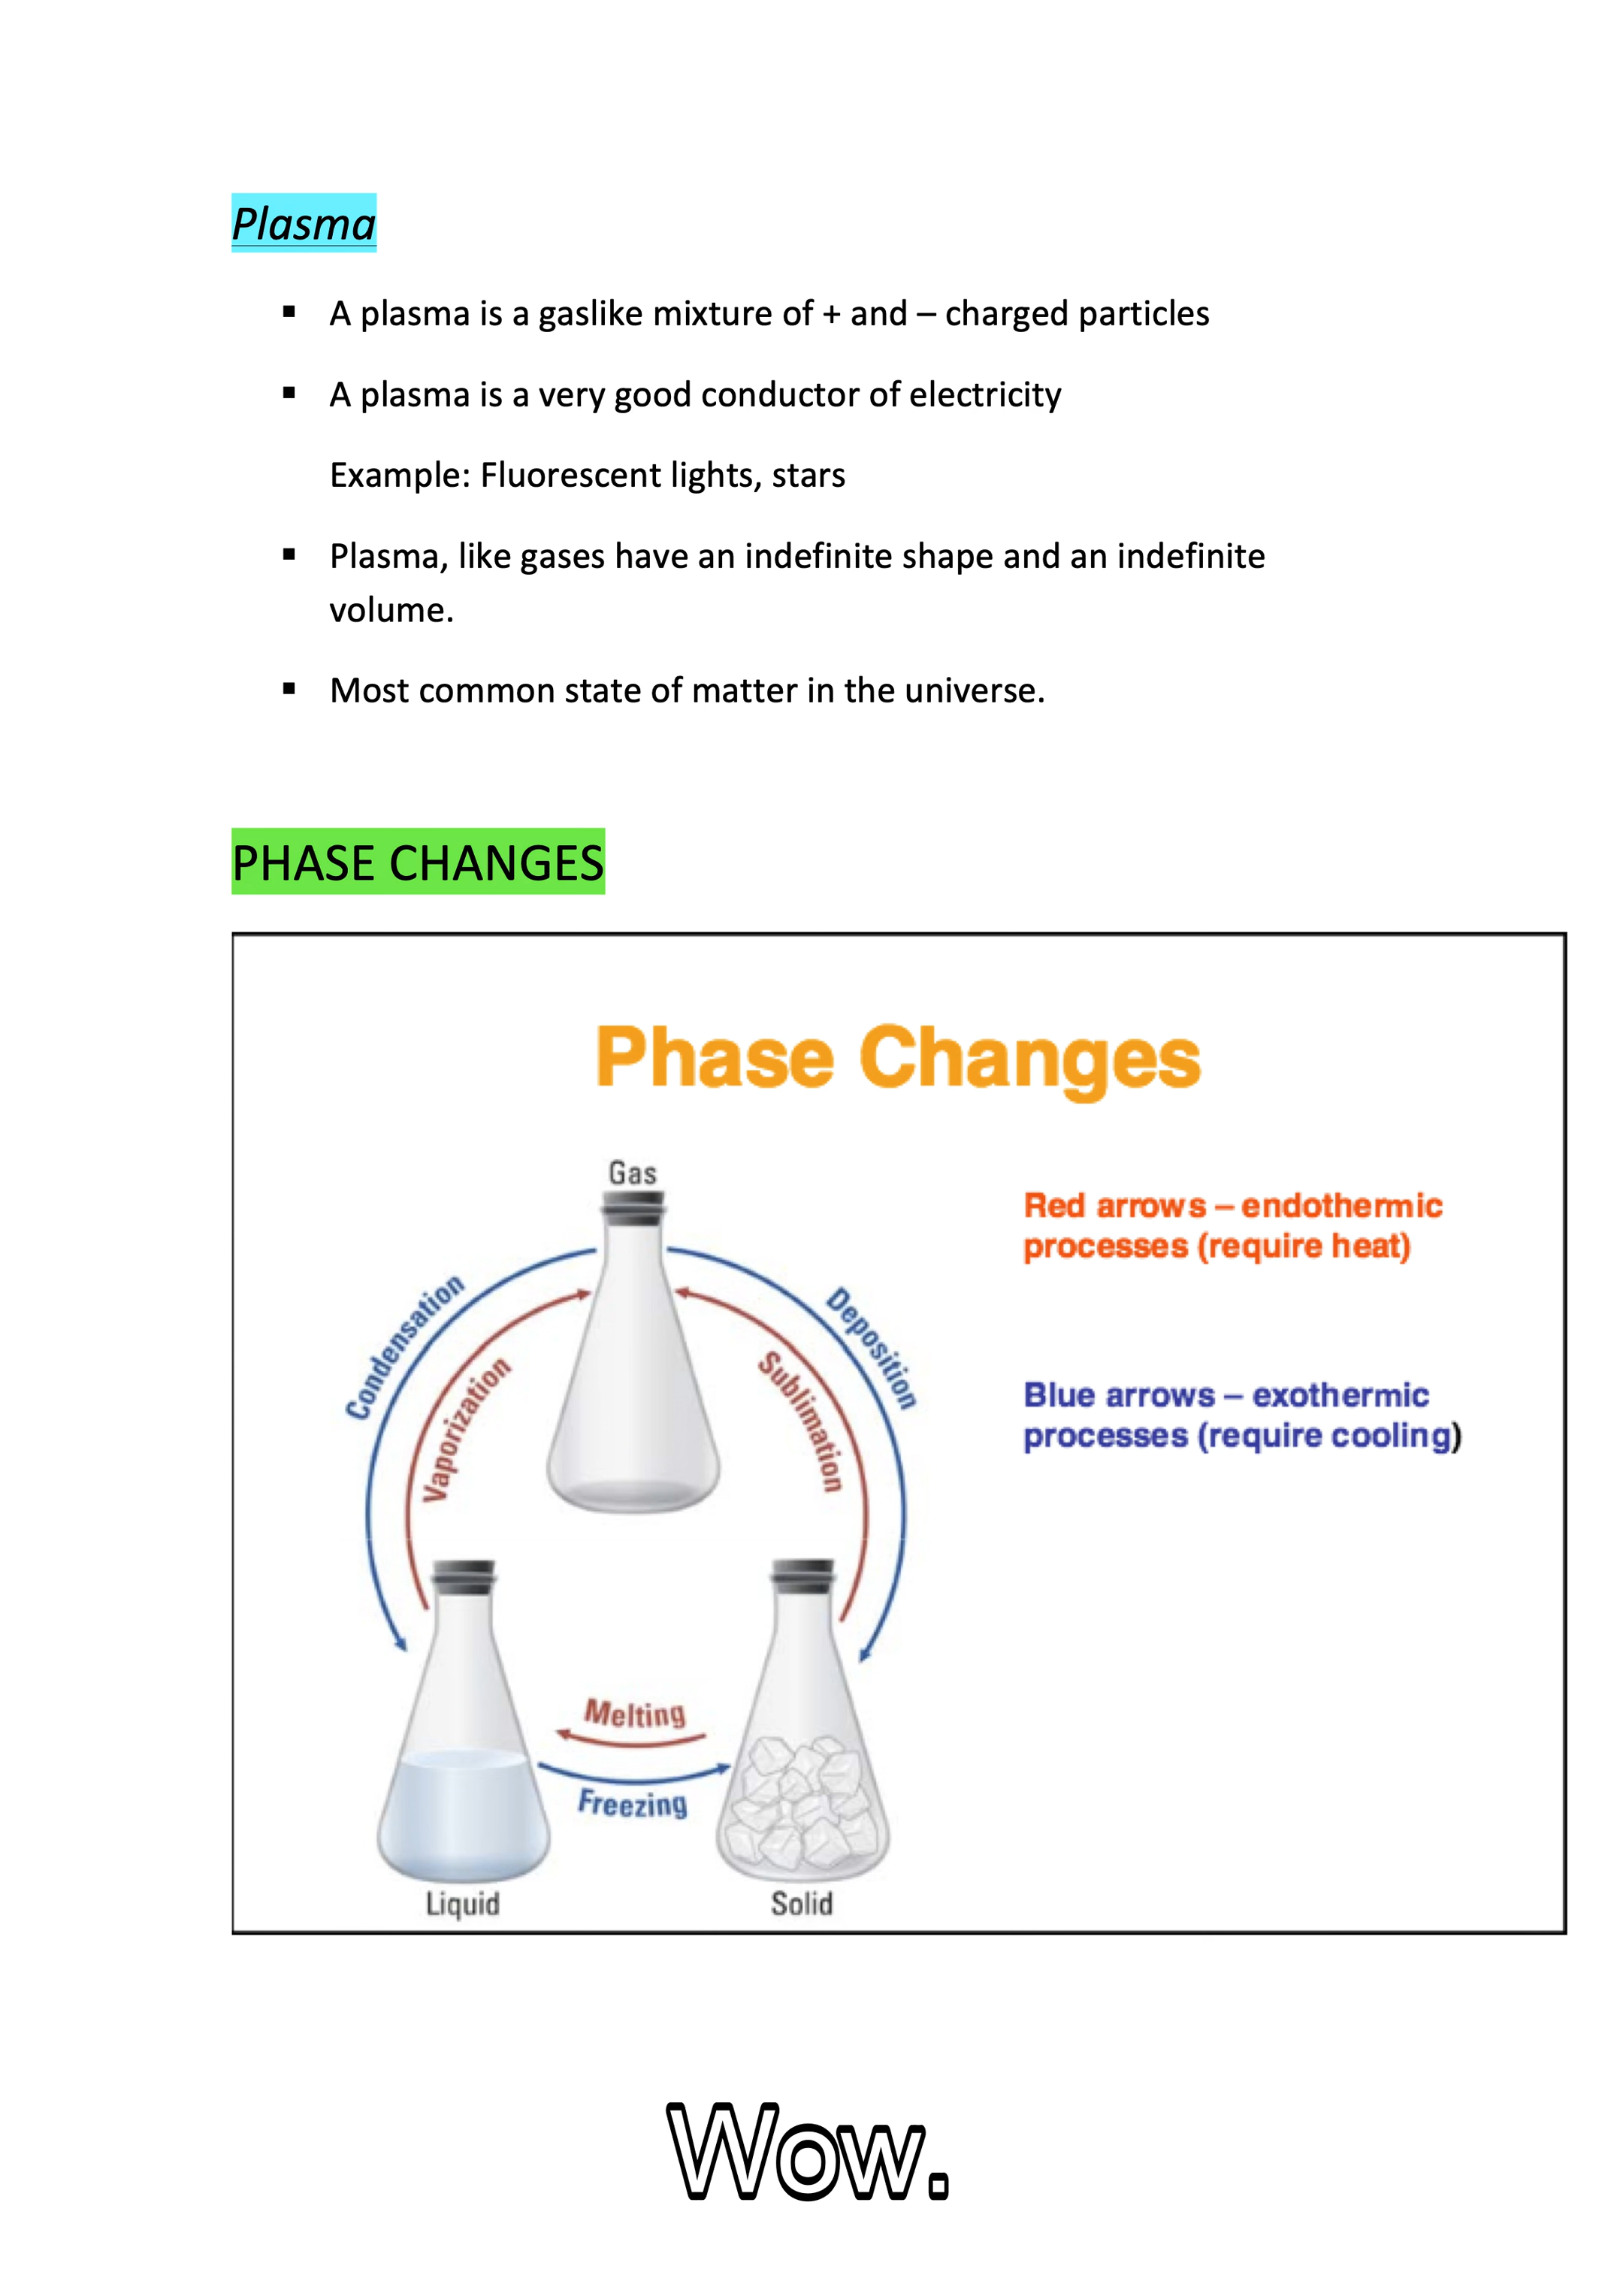 Plasma
▪ A plasma is a gaslike mixture of + and – charged particles
▪ A plasma is a very good conductor of electricity
Example: Fluorescent lights, stars
▪ Plasma, like gases have an indefinite shape and an indefinite
volume.
▪ Most common state of matter in the universe.
PHASE CHANGES
Phase Changes
Gas
Red arrows – endothermic
processes (require heat)
Condensation
Vaporization
Sublimation
Deposition
Blue arrows – exothermic
processes (require cooling)
Melting
Freezing
Liquid
Solid
Wow.